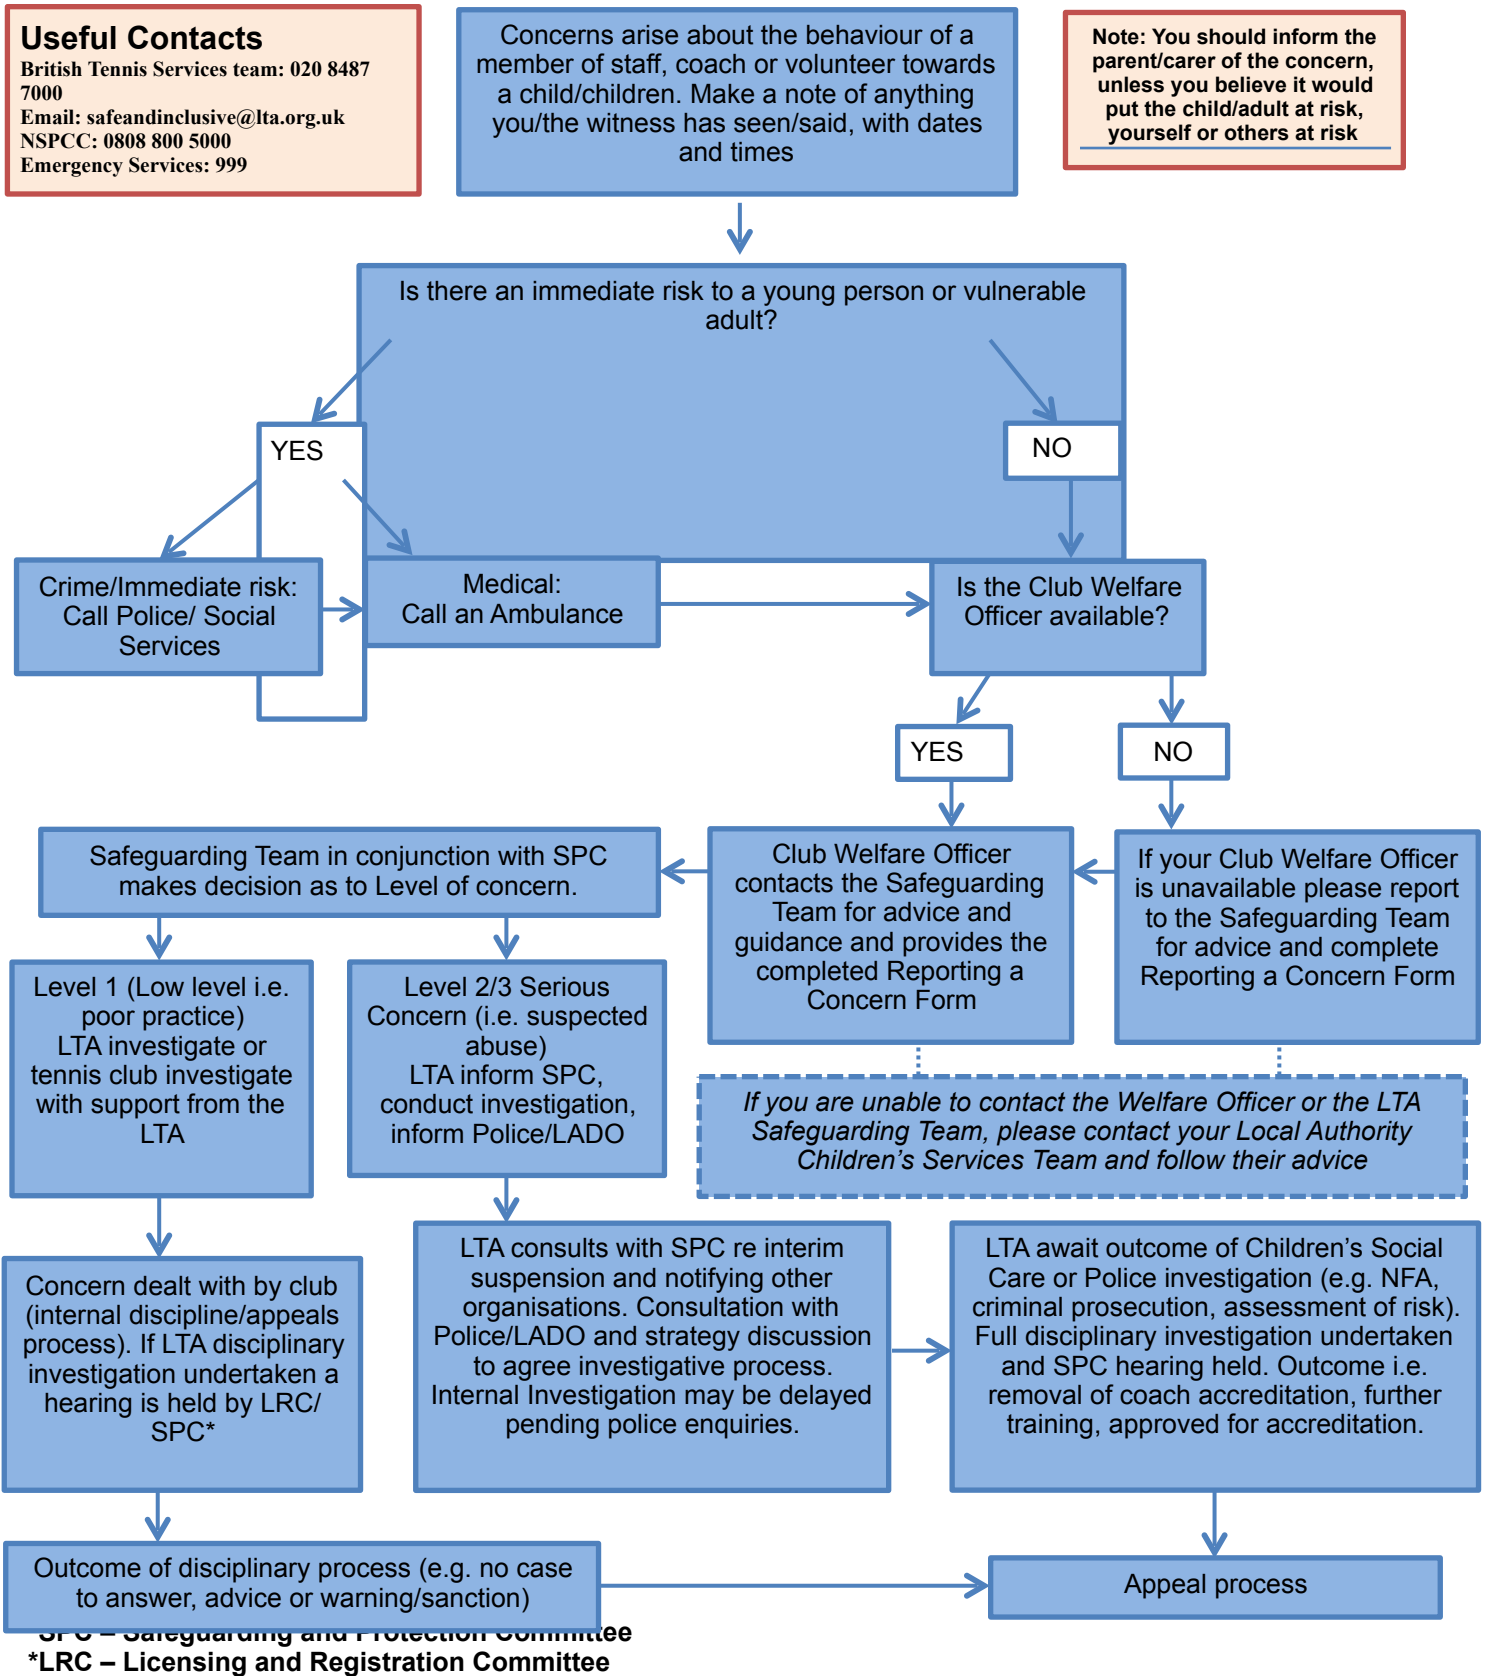 Useful Contacts
British Tennis Services team: 020 8487
7000
Email: safeandinclusive@lta.org.uk
NSPCC: 0808 800 5000
Emergency Services: 999
Concerns arise about the behaviour of a
member of staff, coach or volunteer towards
a child/children. Make a note of anything
you/the witness has seen/said, with dates
and times
Note: You should inform the
parent/carer of the concern,
unless you believe it would
put the child/adult at risk,
yourself or others at risk
Is there an immediate risk to a young person or vulnerable
adult?
YES
NO
Crime/Immediate risk:
Call Police/ Social
Services
Medical:
Call an Ambulance
Is the Club Welfare
Officer available?
YES
NO
Safeguarding Team in conjunction with SPC
makes decision as to Level of concern.
Club Welfare Officer
contacts the Safeguarding
Team for advice and
guidance and provides the
completed Reporting a
Concern Form
If your Club Welfare Officer
is unavailable please report
to the Safeguarding Team
for advice and complete
Reporting a Concern Form
Level 1 (Low level i.e.
poor practice)
LTA investigate or
tennis club investigate
with support from the
LTA
Level 2/3 Serious
Concern (i.e. suspected
abuse)
LTA inform SPC,
conduct investigation,
inform Police/LADO
If you are unable to contact the Welfare Officer or the LTA
Safeguarding Team, please contact your Local Authority
Children’s Services Team and follow their advice
Concern dealt with by club
(internal discipline/appeals
process). If LTA disciplinary
investigation undertaken a
hearing is held by LRC/
SPC*
LTA consults with SPC re interim
suspension and notifying other
organisations. Consultation with
Police/LADO and strategy discussion
to agree investigative process.
Internal Investigation may be delayed
pending police enquiries.
LTA await outcome of Children’s Social
Care or Police investigation (e.g. NFA,
criminal prosecution, assessment of risk).
Full disciplinary investigation undertaken
and SPC hearing held. Outcome i.e.
removal of coach accreditation, further
training, approved for accreditation.
Outcome of disciplinary process (e.g. no case
to answer, advice or warning/sanction)
Appeal process
*SPC – Safeguarding and Protection Committee
*LRC – Licensing and Registration Committee